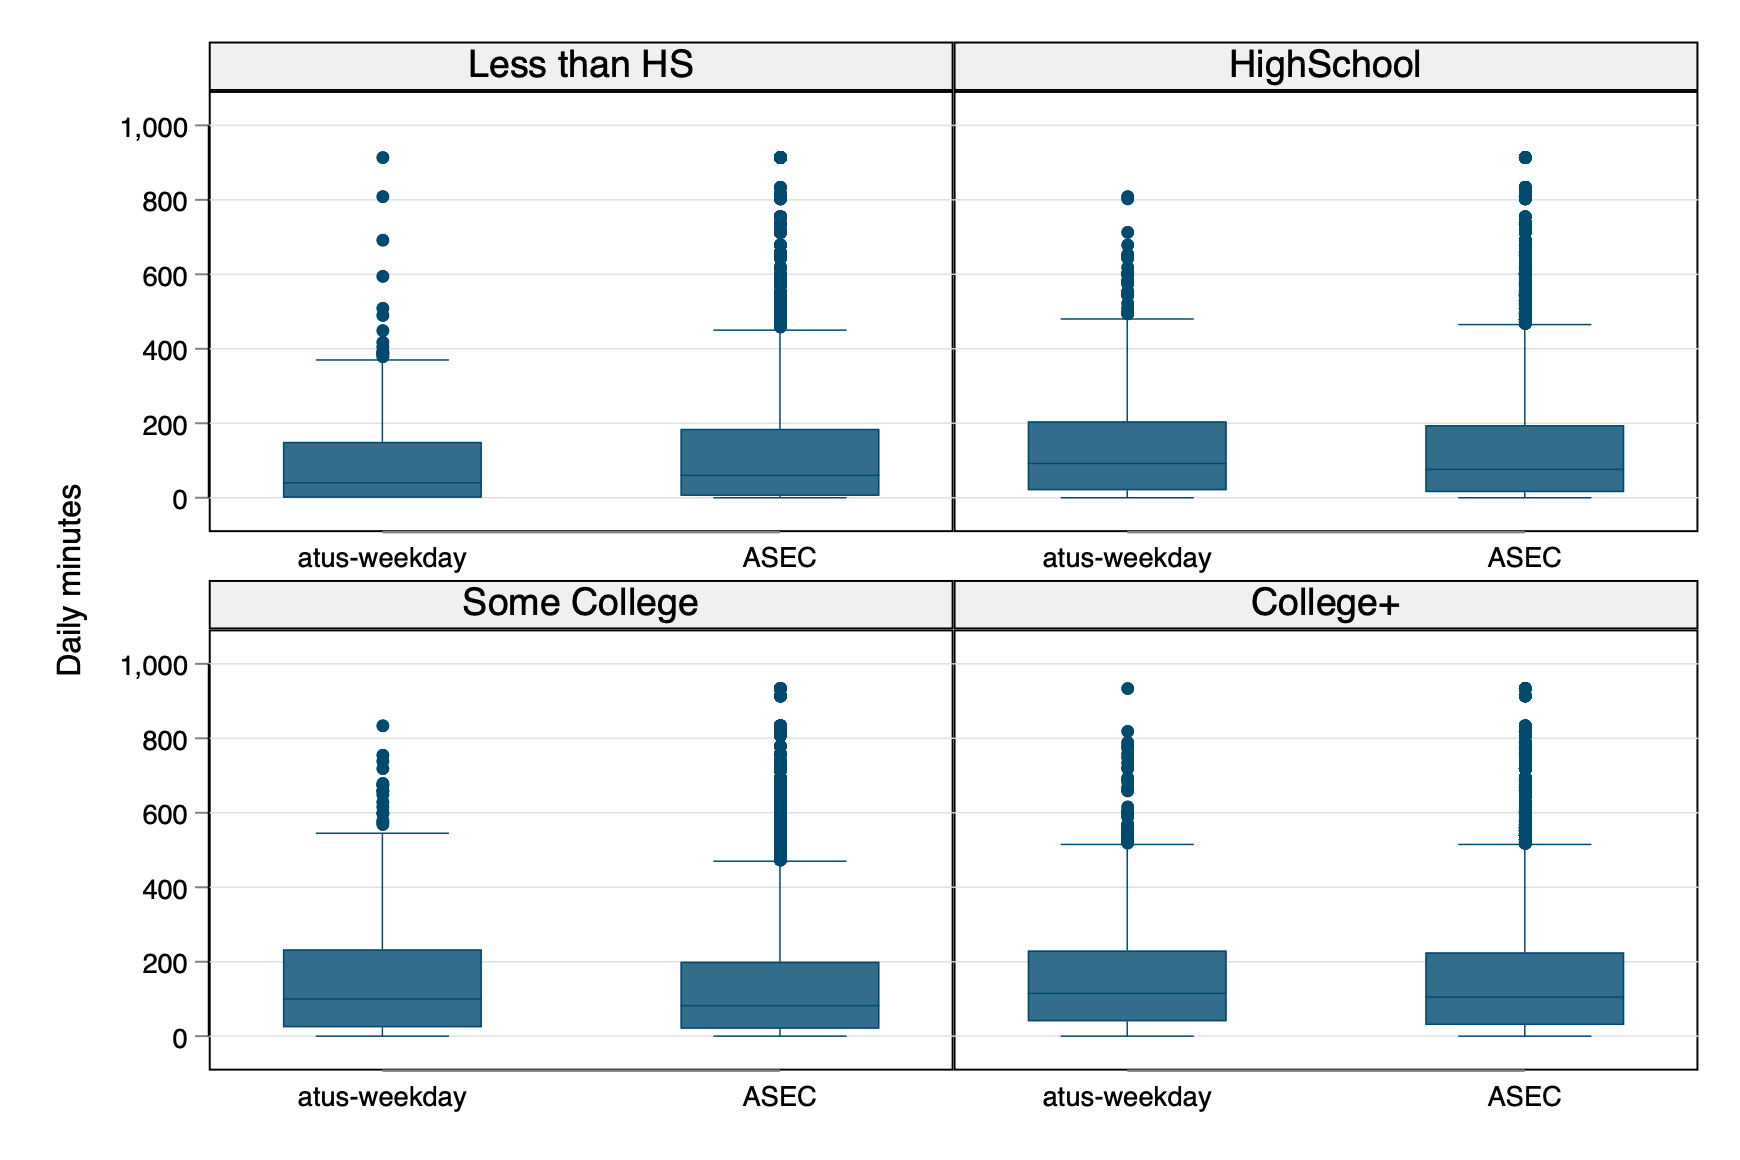 Less than HS
HighSchool
1,000
800
600
400
200
0
atus-weekday
ASEC
atus-weekday
ASEC
Daily minutes
Some College
College+
1,000
800
600
400
200
0
atus-weekday
ASEC
atus-weekday
ASEC